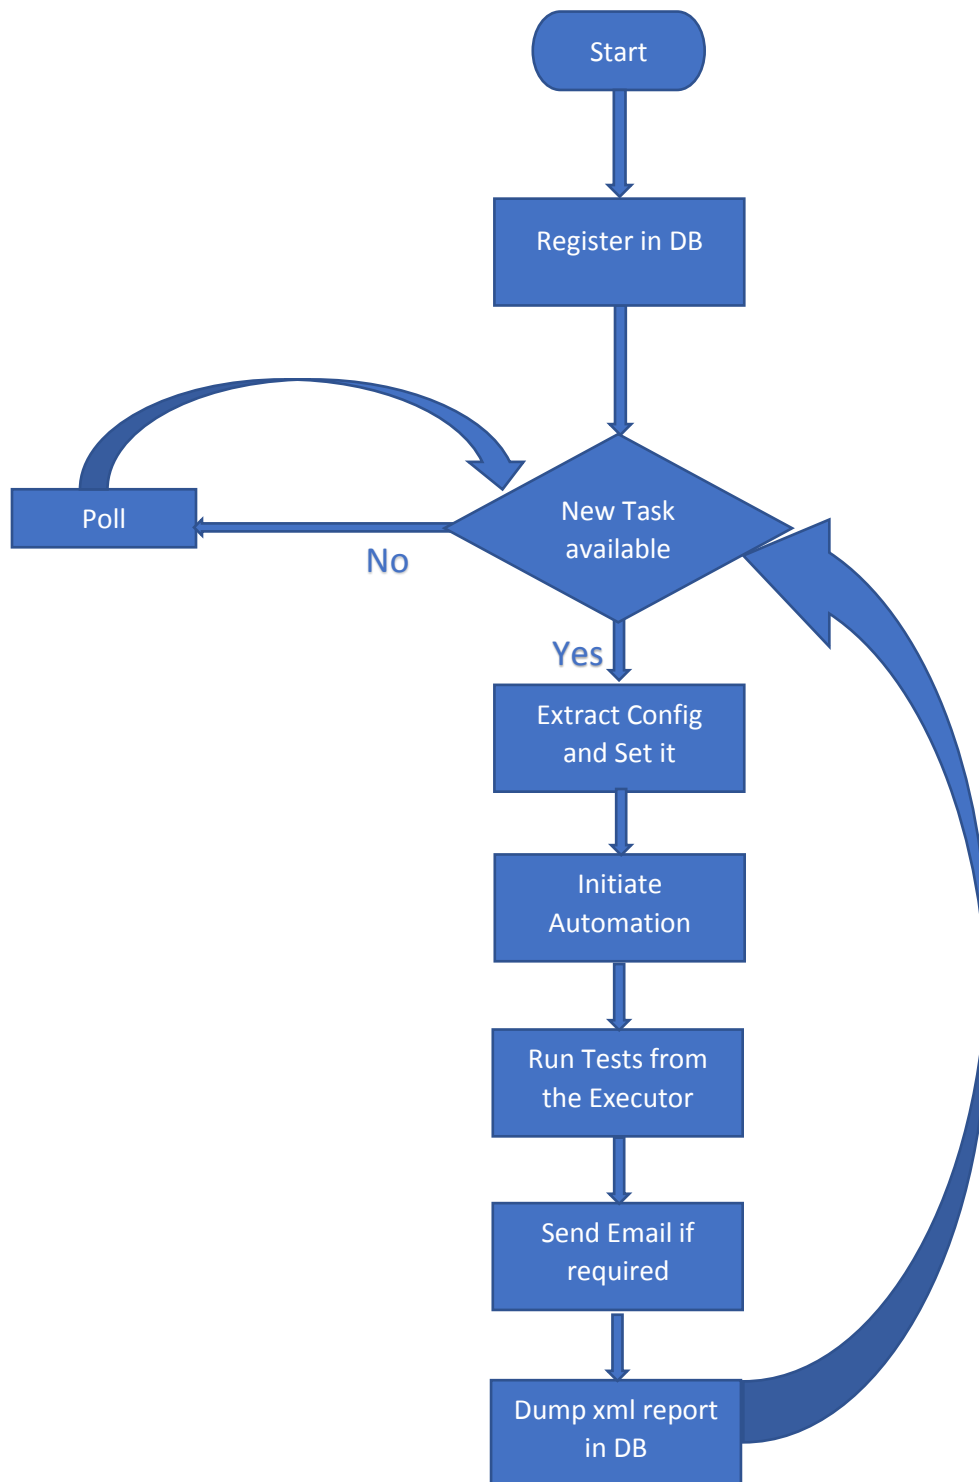 Start
Register in DB
New Task
available
Poll
No
Yes
Extract Config
and Set it
Initiate
Automation
Run Tests from
the Executor
Send Email if
required
Dump xml report
in DB